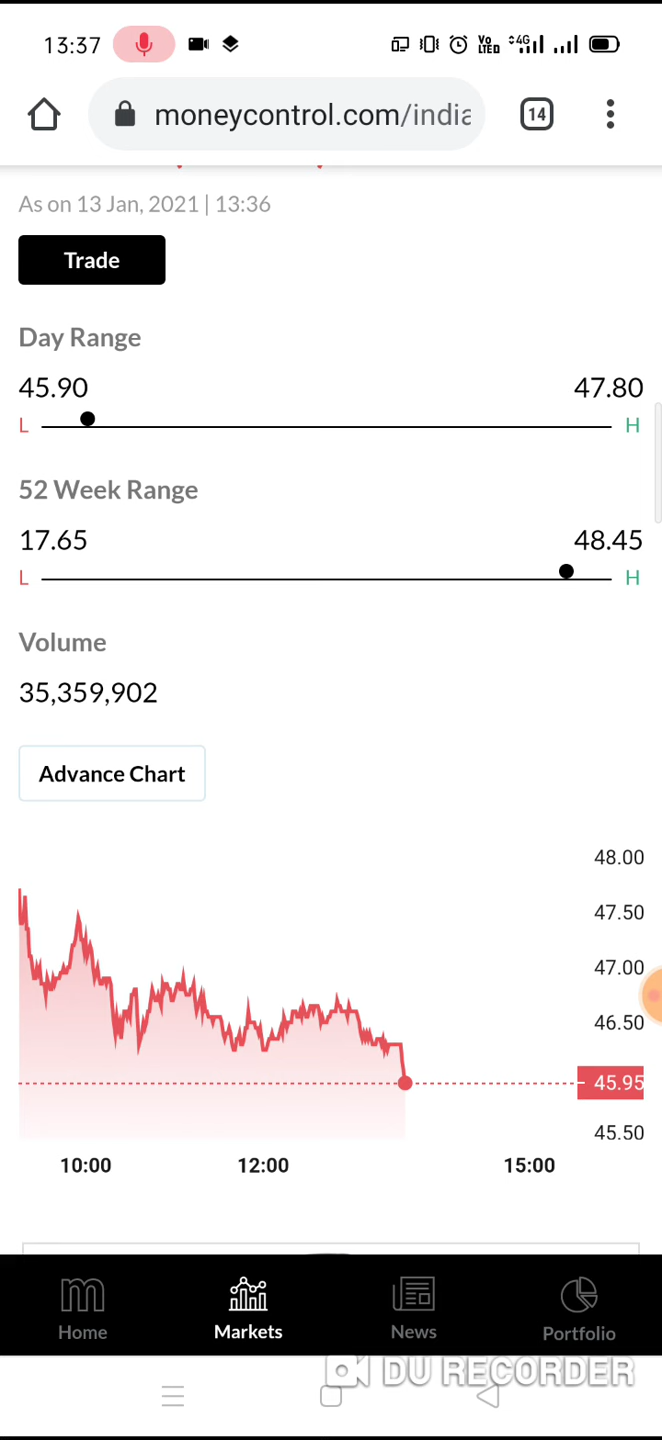 13:37
Vo
LTED
4G
moneycontrol.com/india
14
As on 13 Jan, 2021 | 13:36
Trade
Day Range
45.90 47.80
L H
52 Week Range
17.65 48.45
L H
Volume
35,359,902
Advance Chart
48.00
47.50
47.00
46.50
45.95
45.50
10:00 12:00 15:00
Home Markets News Portfolio
DU RECORDER